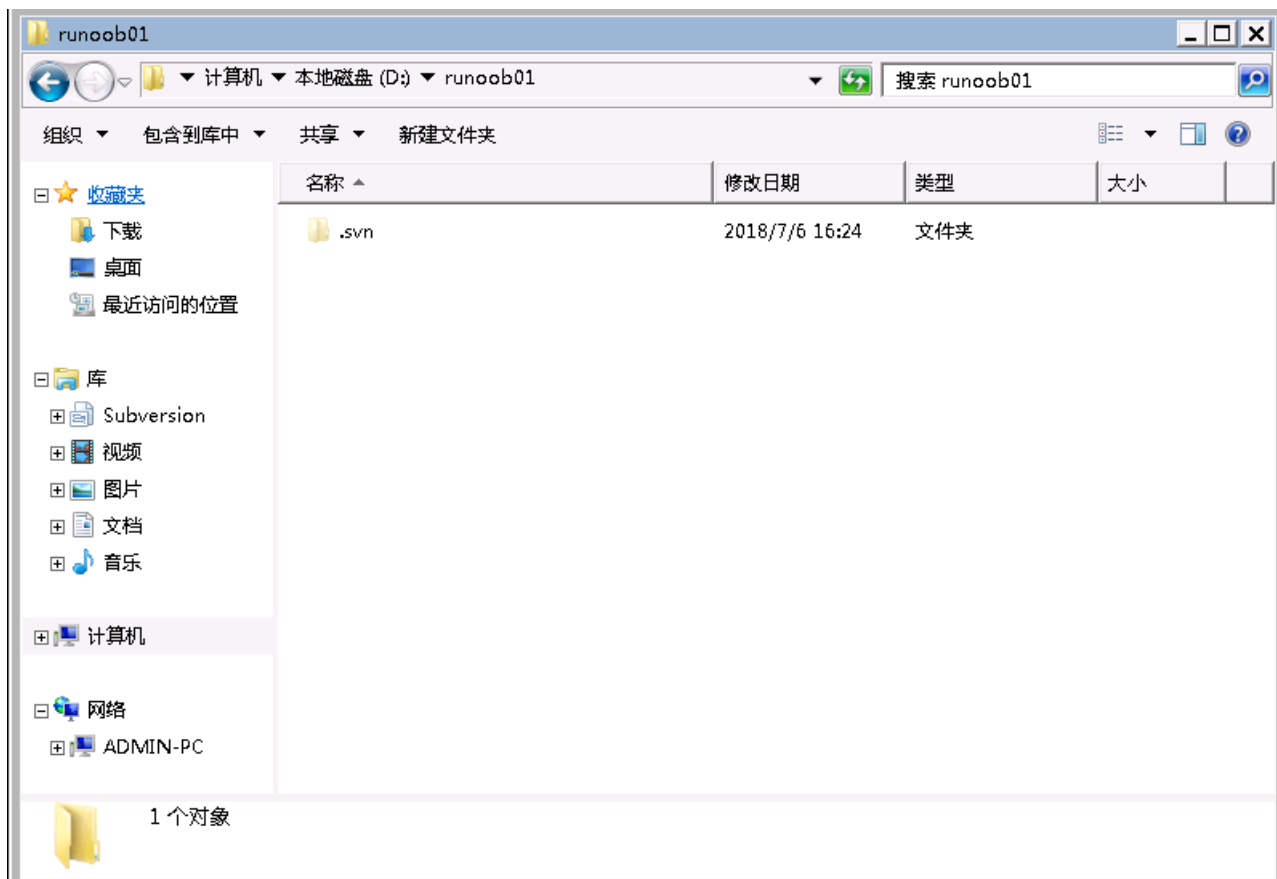 runoob01
计算机 本地磁盘 (D:) runoob01 搜索 runoob01
组织 包含到库中 共享 新建文件夹
收藏夹
下载
桌面
最近访问的位置
库
Subversion
视频
图片
文档
音乐
计算机
网络
ADMIN-PC
名称 修改日期 类型 大小
.svn 2018/7/6 16:24 文件夹
1 个对象